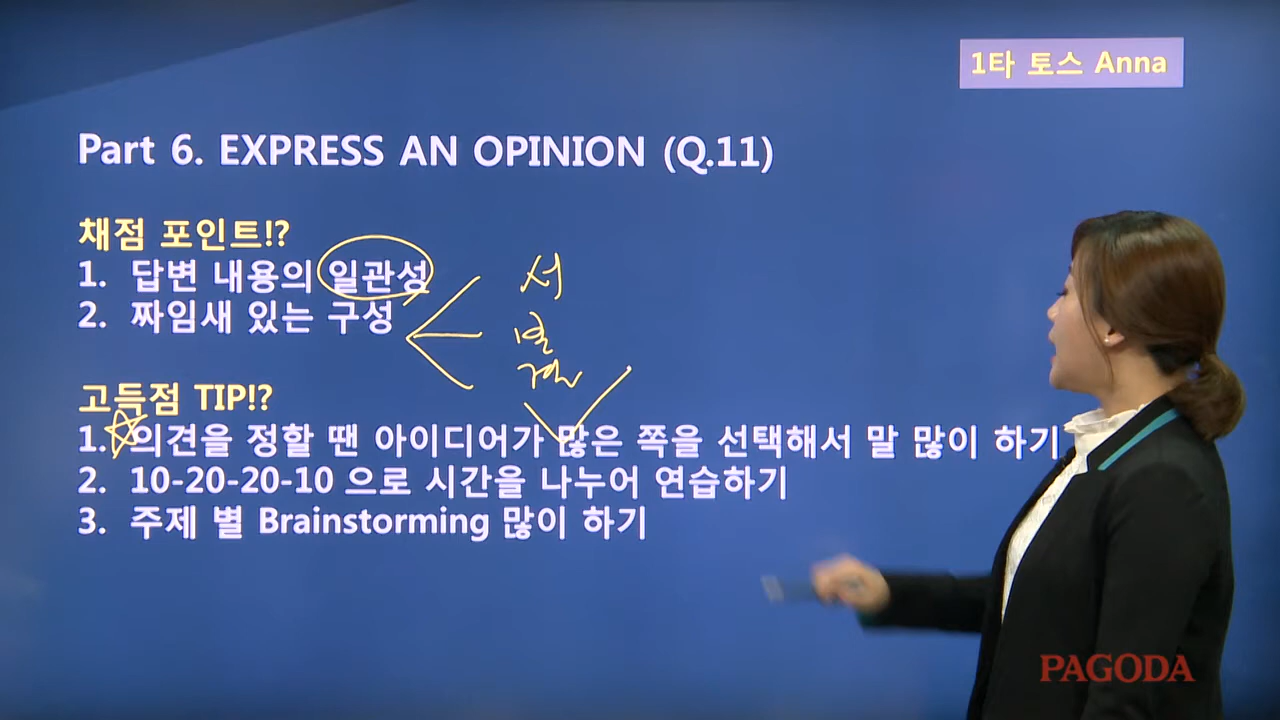 1타 토스 Anna
Part 6. EXPRESS AN OPINION (Q.11)
채점 포인트!?
1. 답변 내용의 일관성
2. 짜임새 있는 구성
서
본
결
고득점 TIP!?
1. 의견을 정할 땐 아이디어가 많은 쪽을 선택해서 말 많이 하기
2. 10-20-20-10 으로 시간을 나누어 연습하기
3. 주제 별 Brainstorming 많이 하기
PAGODA